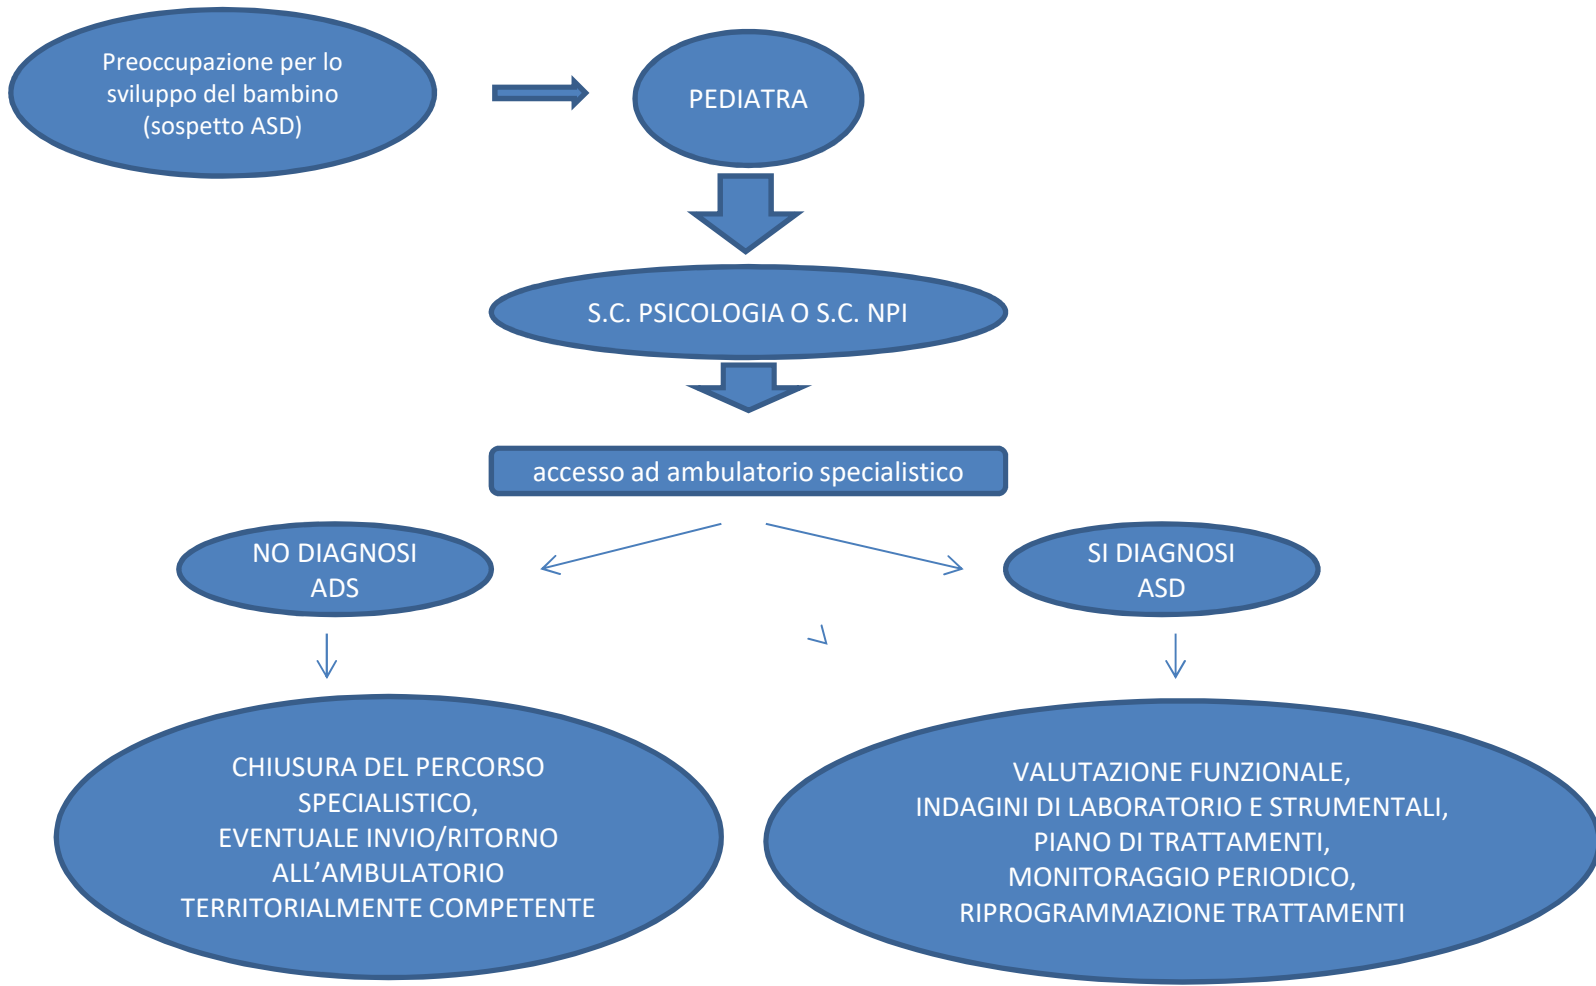 Preoccupazione per lo
sviluppo del bambino
(sospetto ASD)
PEDIATRA
S.C. PSICOLOGIA O S.C. NPI
accesso ad ambulatorio specialistico
NO DIAGNOSI
ADS
SI DIAGNOSI
ASD
CHIUSURA DEL PERCORSO
SPECIALISTICO,
EVENTUALE INVIO/RITORNO
ALL’AMBULATORIO
TERRITORIALMENTE COMPETENTE
VALUTAZIONE FUNZIONALE,
INDAGINI DI LABORATORIO E STRUMENTALI,
PIANO DI TRATTAMENTI,
MONITORAGGIO PERIODICO,
RIPROGRAMMAZIONE TRATTAMENTI